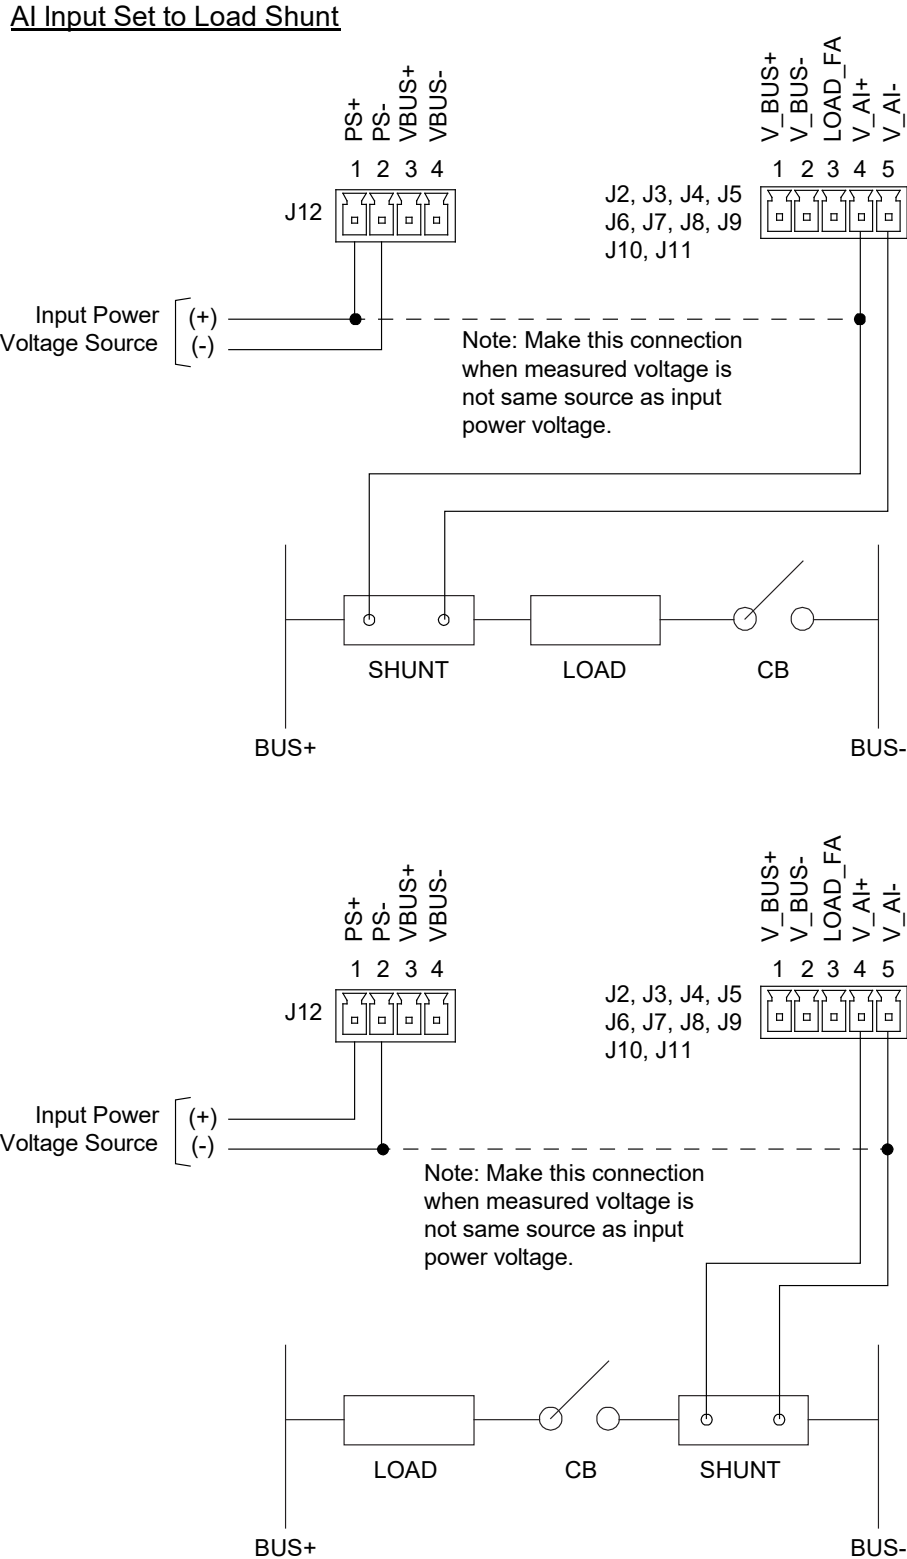 AI Input Set to Load Shunt
PS+
PS-
VBUS+
VBUS-
V_BUS+
V_BUS-
LOAD_FA
V_AI+
V_AI-
1 2 3 4
1 2 3 4 5
J12
J2, J3, J4, J5
J6, J7, J8, J9
J10, J11
Input Power
Voltage Source
(+)
(-)
Note: Make this connection
when measured voltage is
not same source as input
power voltage.
SHUNT
LOAD
CB
BUS+
BUS-
PS+
PS-
VBUS+
VBUS-
V_BUS+
V_BUS-
LOAD_FA
V_AI+
V_AI-
1 2 3 4
1 2 3 4 5
J12
J2, J3, J4, J5
J6, J7, J8, J9
J10, J11
Input Power
Voltage Source
(+)
(-)
Note: Make this connection
when measured voltage is
not same source as input
power voltage.
LOAD
CB
SHUNT
BUS+
BUS-